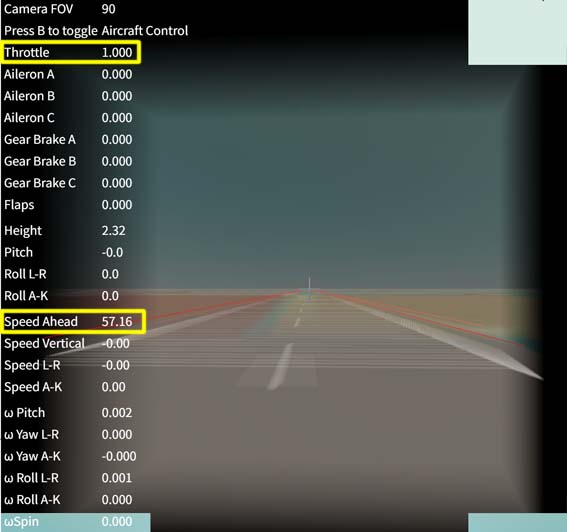 Camera FOV 90
Press B to toggle Aircraft Control
Throttle 1.000
Aileron A 0.000
Aileron B 0.000
Aileron C 0.000
Gear Brake A 0.000
Gear Brake B 0.000
Gear Brake C 0.000
Flaps 0.000
Height 2.32
Pitch -0.0
Roll L-R 0.0
Roll A-K 0.0
Speed Ahead 57.16
Speed Vertical -0.00
Speed L-R -0.00
Speed A-K 0.00
ω Pitch 0.002
ω Yaw L-R 0.000
ω Yaw A-K -0.000
ω Roll L-R 0.001
ω Roll A-K 0.000
ωSpin 0.000